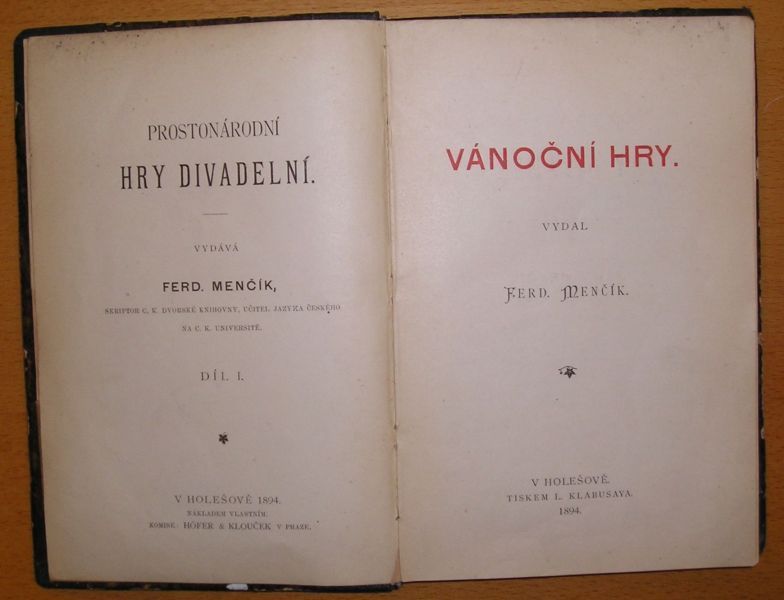 PROSTONÁRODNÍ
HRY DIVADELNÍ.
VYDÁVÁ
FERD. MENČÍK,
SKRIPTOR C. K. DVORSKÉ KNIHOVNY, UČITEL JAZYKA ČESKÉHO
NA C. K. UNIVERSITĚ.
DÍL I.
V HOLEŠOVĚ 1894.
NÁKLADEM VLASTNÍM.
KOMISE: HÖFER & KLOUČEK V PRAZE.
VÁNOČNÍ HRY.
VYDAL
FERD. MENČÍK.
V HOLEŠOVĚ.
TISKEM L. KLABUSAYA.
1894.